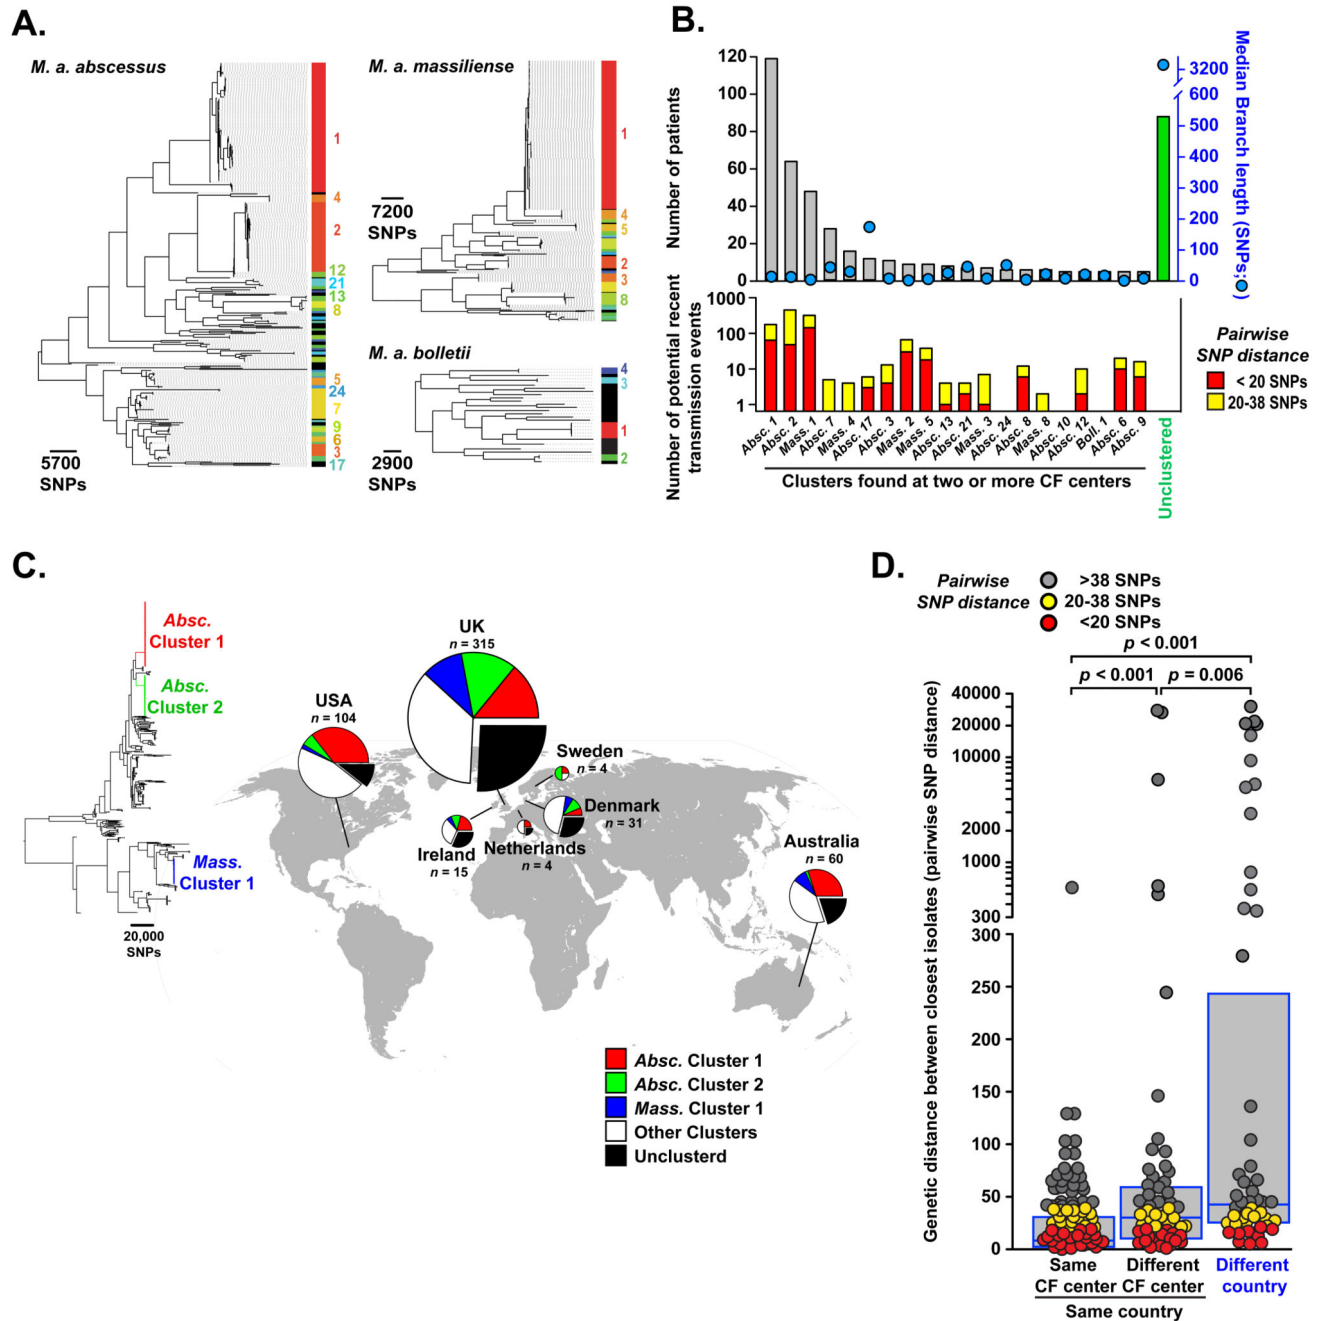 A.
M. a. abscessus
1
4
2
12
21
13
8
5
24
7
9
6
3
17
5700
SNPs
M. a. massiliense
1
4
5
2
3
8
7200
SNPs
M. a. bolletii
4
3
1
2
2900
SNPs
B.
Number of patients
120
100
80
60
40
20
0
Median Branch length (SNPs; )
3200
600
500
400
300
200
100
0
Number of potential recent
transmission events
1000
100
10
1
Absc. 1
Absc. 2
Mass. 1
Absc. 7
Mass. 4
Absc. 17
Absc. 3
Mass. 2
Mass. 5
Absc. 13
Absc. 21
Mass. 3
Absc. 24
Absc. 8
Mass. 8
Absc. 10
Absc. 12
Boll. 1
Absc. 6
Absc. 9
Clusters found at two or more CF centers
Unclustered
Pairwise
SNP distance
< 20 SNPs
20-38 SNPs
C.
Absc.
Cluster 1
Absc.
Cluster 2
Mass.
Cluster 1
20,000
SNPs
UK
n = 315
USA
n = 104
Sweden
n = 4
Denmark
n = 31
Ireland
n = 15
Netherlands
n = 4
Australia
n = 60
Absc. Cluster 1
Absc. Cluster 2
Mass. Cluster 1
Other Clusters
Unclusterd
D.
Pairwise
SNP distance
>38 SNPs
20-38 SNPs
<20 SNPs
p < 0.001
p < 0.001
p = 0.006
Genetic distance between closest isolates (pairwise SNP distance)
40000
20000
10000
2000
1000
300
300
250
200
150
100
50
0
Same
CF center
Different
CF center
Different
country
Same country